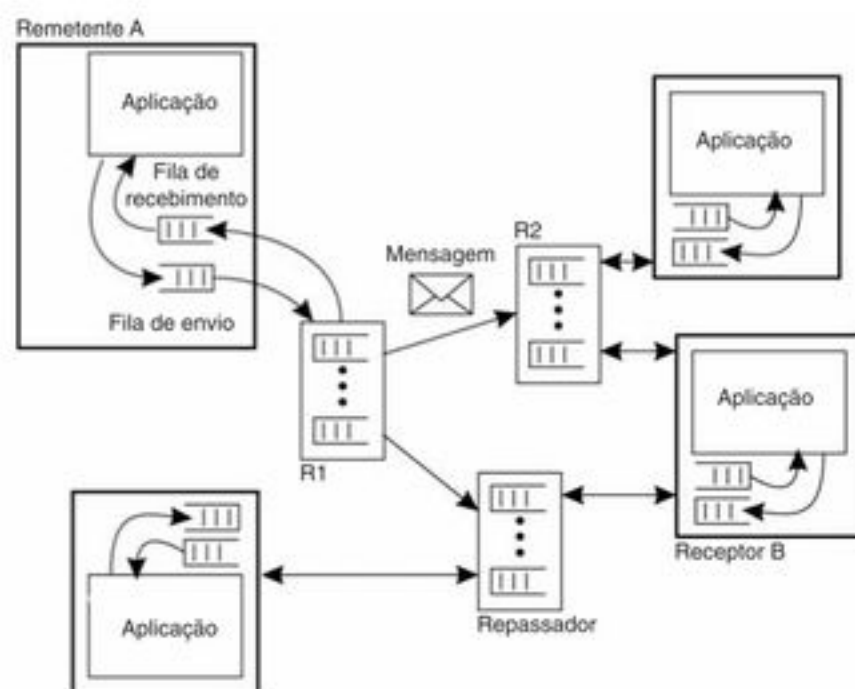 Remetente A
Aplicação
Fila de
recebimento
Fila de envio
R1
Mensagem
R2
Aplicação
Aplicação
Receptor B
Repassador
Aplicação